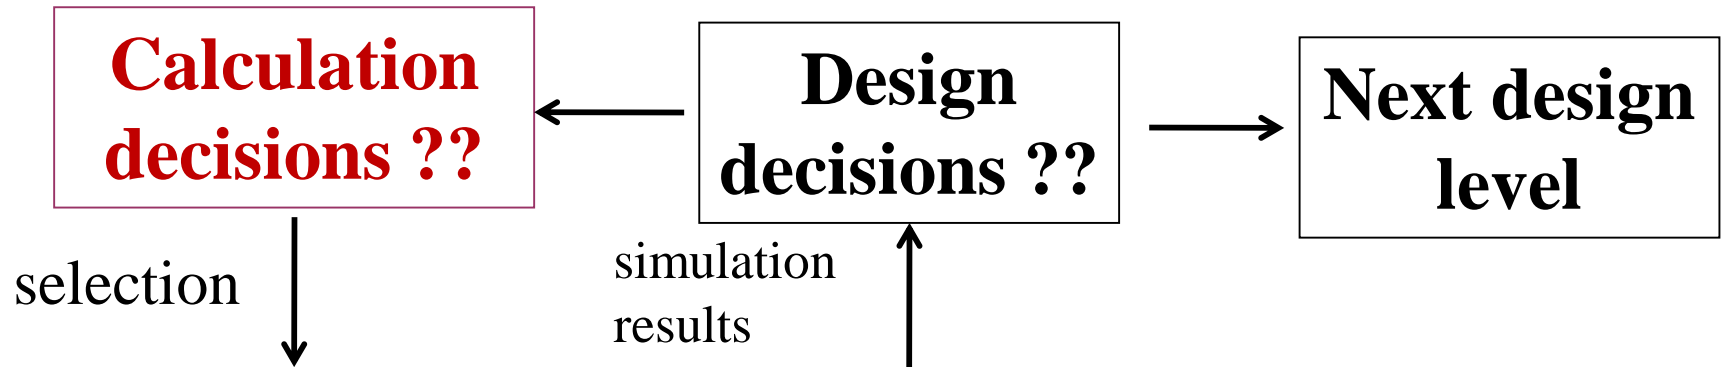 Calculation
decisions ??
Design
decisions ??
Next design
level
selection
simulation
results